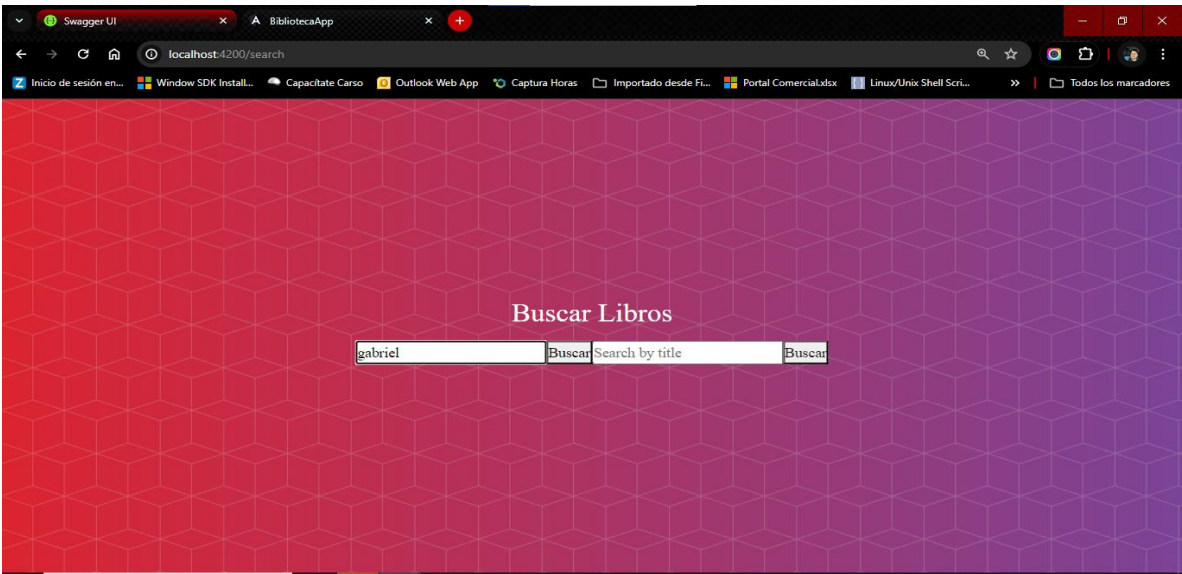 Swagger UI
BibliotecaApp
localhost:4200/search
Inicio de sesión en... Window SDK Install... Capacítate Carso Outlook Web App Captura Horas Importado desde Fi... Portal Comercial.xlsx Linux/Unix Shell Scri... » Todos los marcadores
Buscar Libros
gabriel Buscar Search by title Buscar